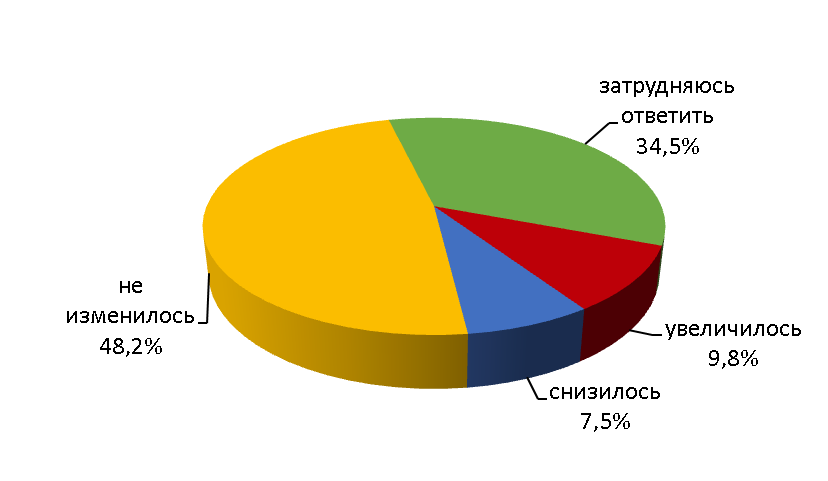 затрудняюсь
ответить
34,5%
не
изменилось
48,2%
увеличилось
9,8%
снизилось
7,5%